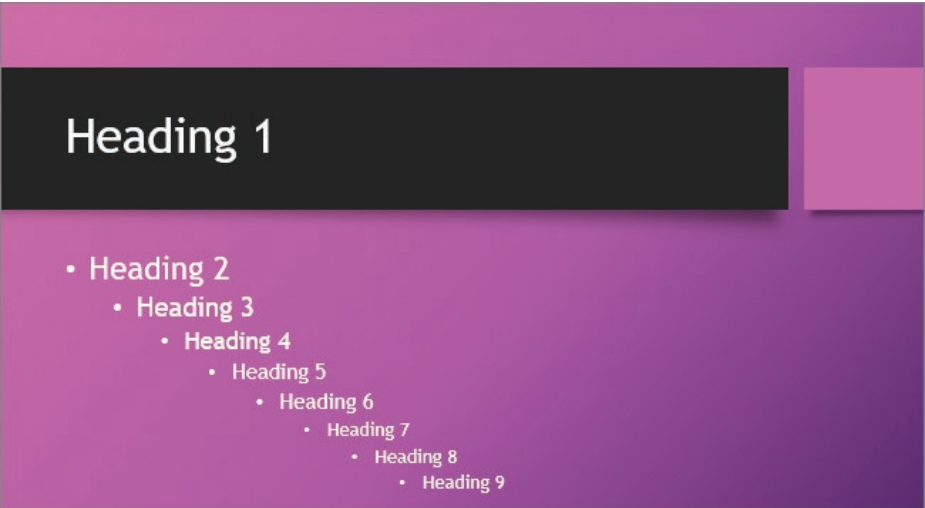 Heading 1
• Heading 2
• Heading 3
• Heading 4
• Heading 5
• Heading 6
• Heading 7
• Heading 8
• Heading 9